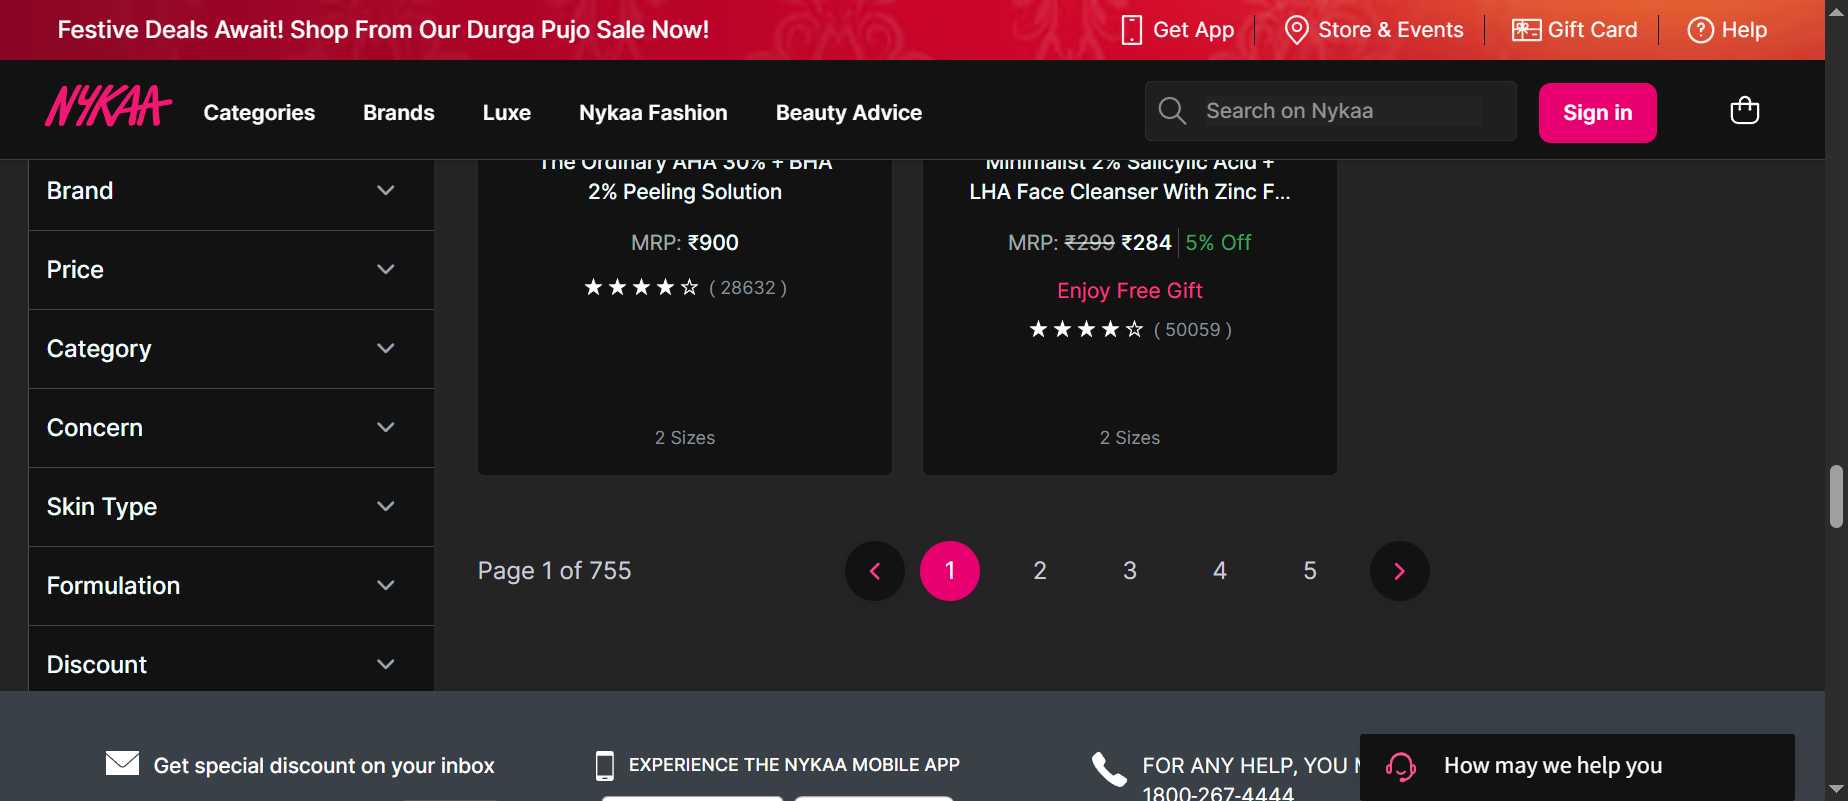 Festive Deals Await! Shop From Our Durga Pujo Sale Now!
Get App
Store & Events
Gift Card
Help
NYKAA
Categories
Brands
Luxe
Nykaa Fashion
Beauty Advice
Search on Nykaa
Sign in
Brand
Price
Category
Concern
Skin Type
Formulation
Discount
The Ordinary AHA 30% + BHA
2% Peeling Solution
MRP: ₹900
( 28632 )
2 Sizes
Minimalist 2% Salicylic Acid +
LHA Face Cleanser With Zinc F...
MRP: ₹299 ₹284 5% Off
Enjoy Free Gift
( 50059 )
2 Sizes
Page 1 of 755
1 2 3 4 5
Get special discount on your inbox
EXPERIENCE THE NYKAA MOBILE APP
FOR ANY HELP, YOU
1800-267-4444
How may we help you